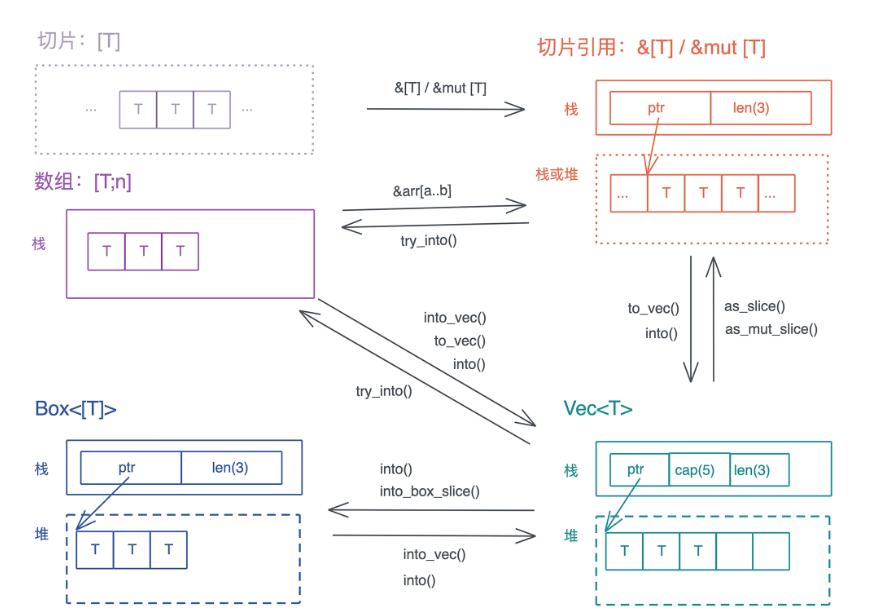 切片：[T]
... T T T ...
&[T] / &mut [T]
切片引用：&[T] / &mut [T]
栈
ptr len(3)
栈或堆
... T T T ...
数组：[T;n]
栈
T T T
&arr[a..b]
try_into()
to_vec()
into()
as_slice()
as_mut_slice()
into_vec()
to_vec()
into()
try_into()
Box<[T]>
栈
ptr len(3)
堆
T T T
into()
into_box_slice()
into_vec()
into()
Vec<T>
栈
ptr cap(5) len(3)
堆
T T T